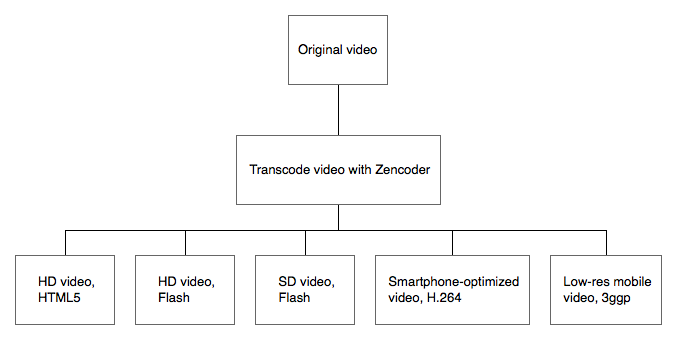 Original video
Transcode video with Zencoder
HD video,
HTML5
HD video,
Flash
SD video,
Flash
Smartphone-optimized
video, H.264
Low-res mobile
video, 3ggp